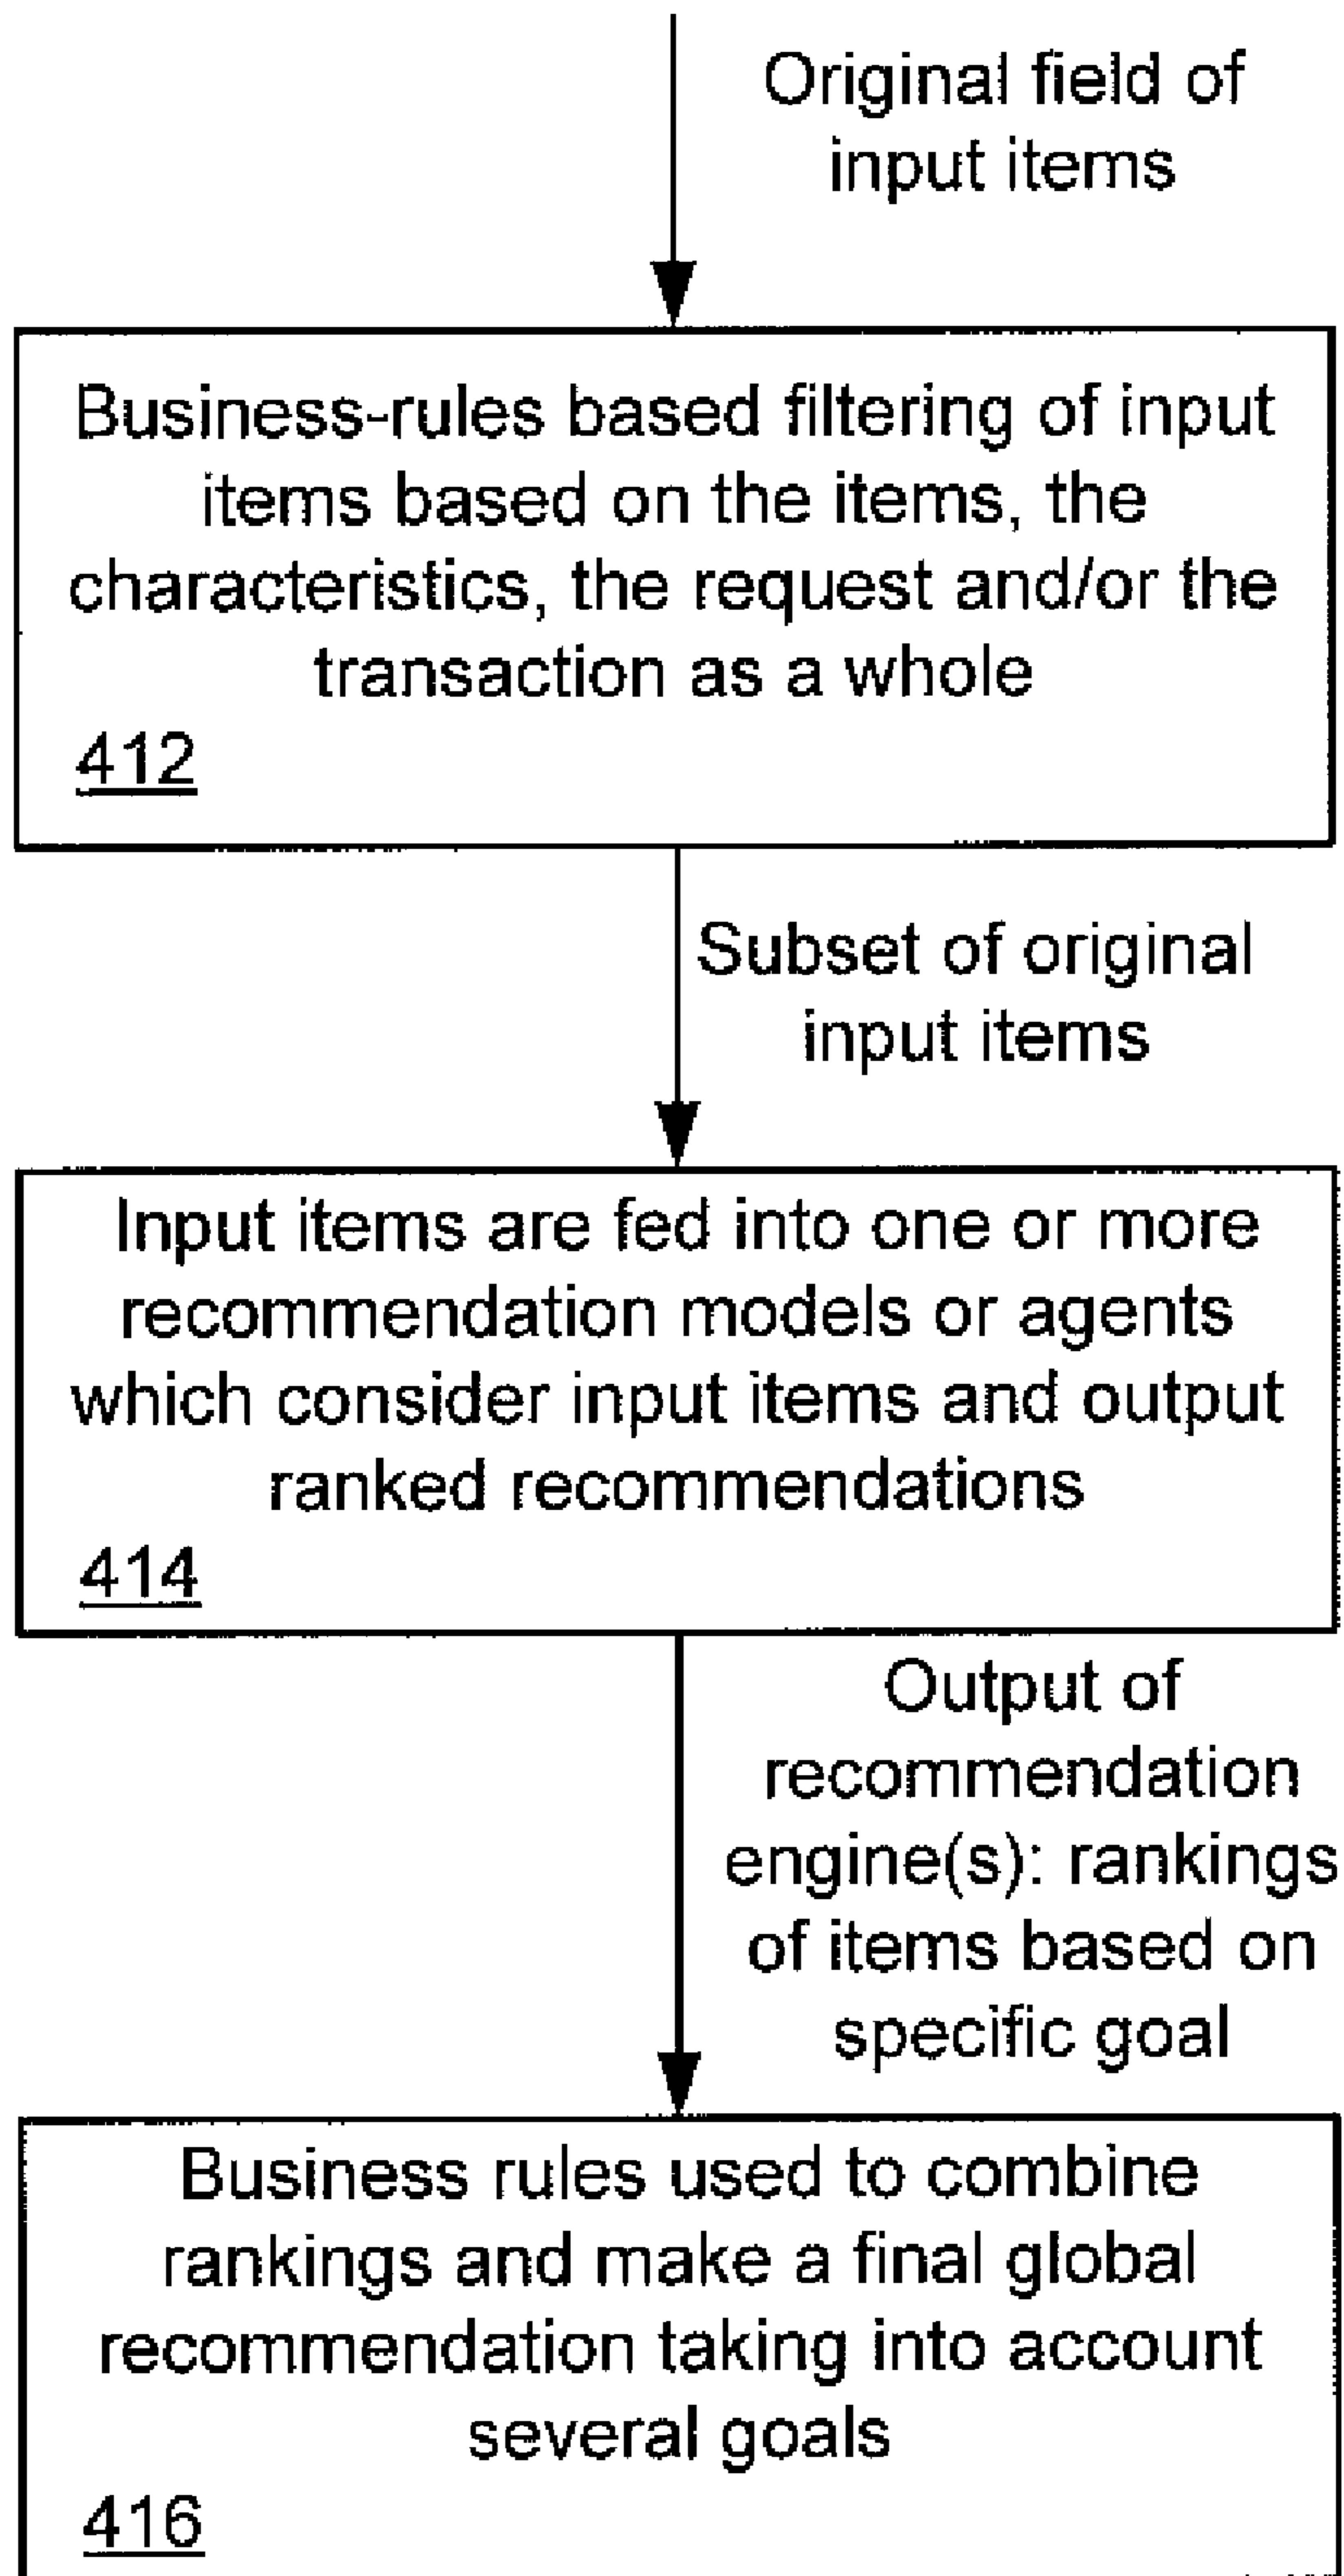 Original field of
input items
Business-rules based filtering of input
items based on the items, the
characteristics, the request and/or the
transaction as a whole
412
Subset of original
input items
Input items are fed into one or more
recommendation models or agents
which consider input items and output
ranked recommendations
414
Output of
recommendation
engine(s): rankings
of items based on
specific goal
Business rules used to combine
rankings and make a final global
recommendation taking into account
several goals
416